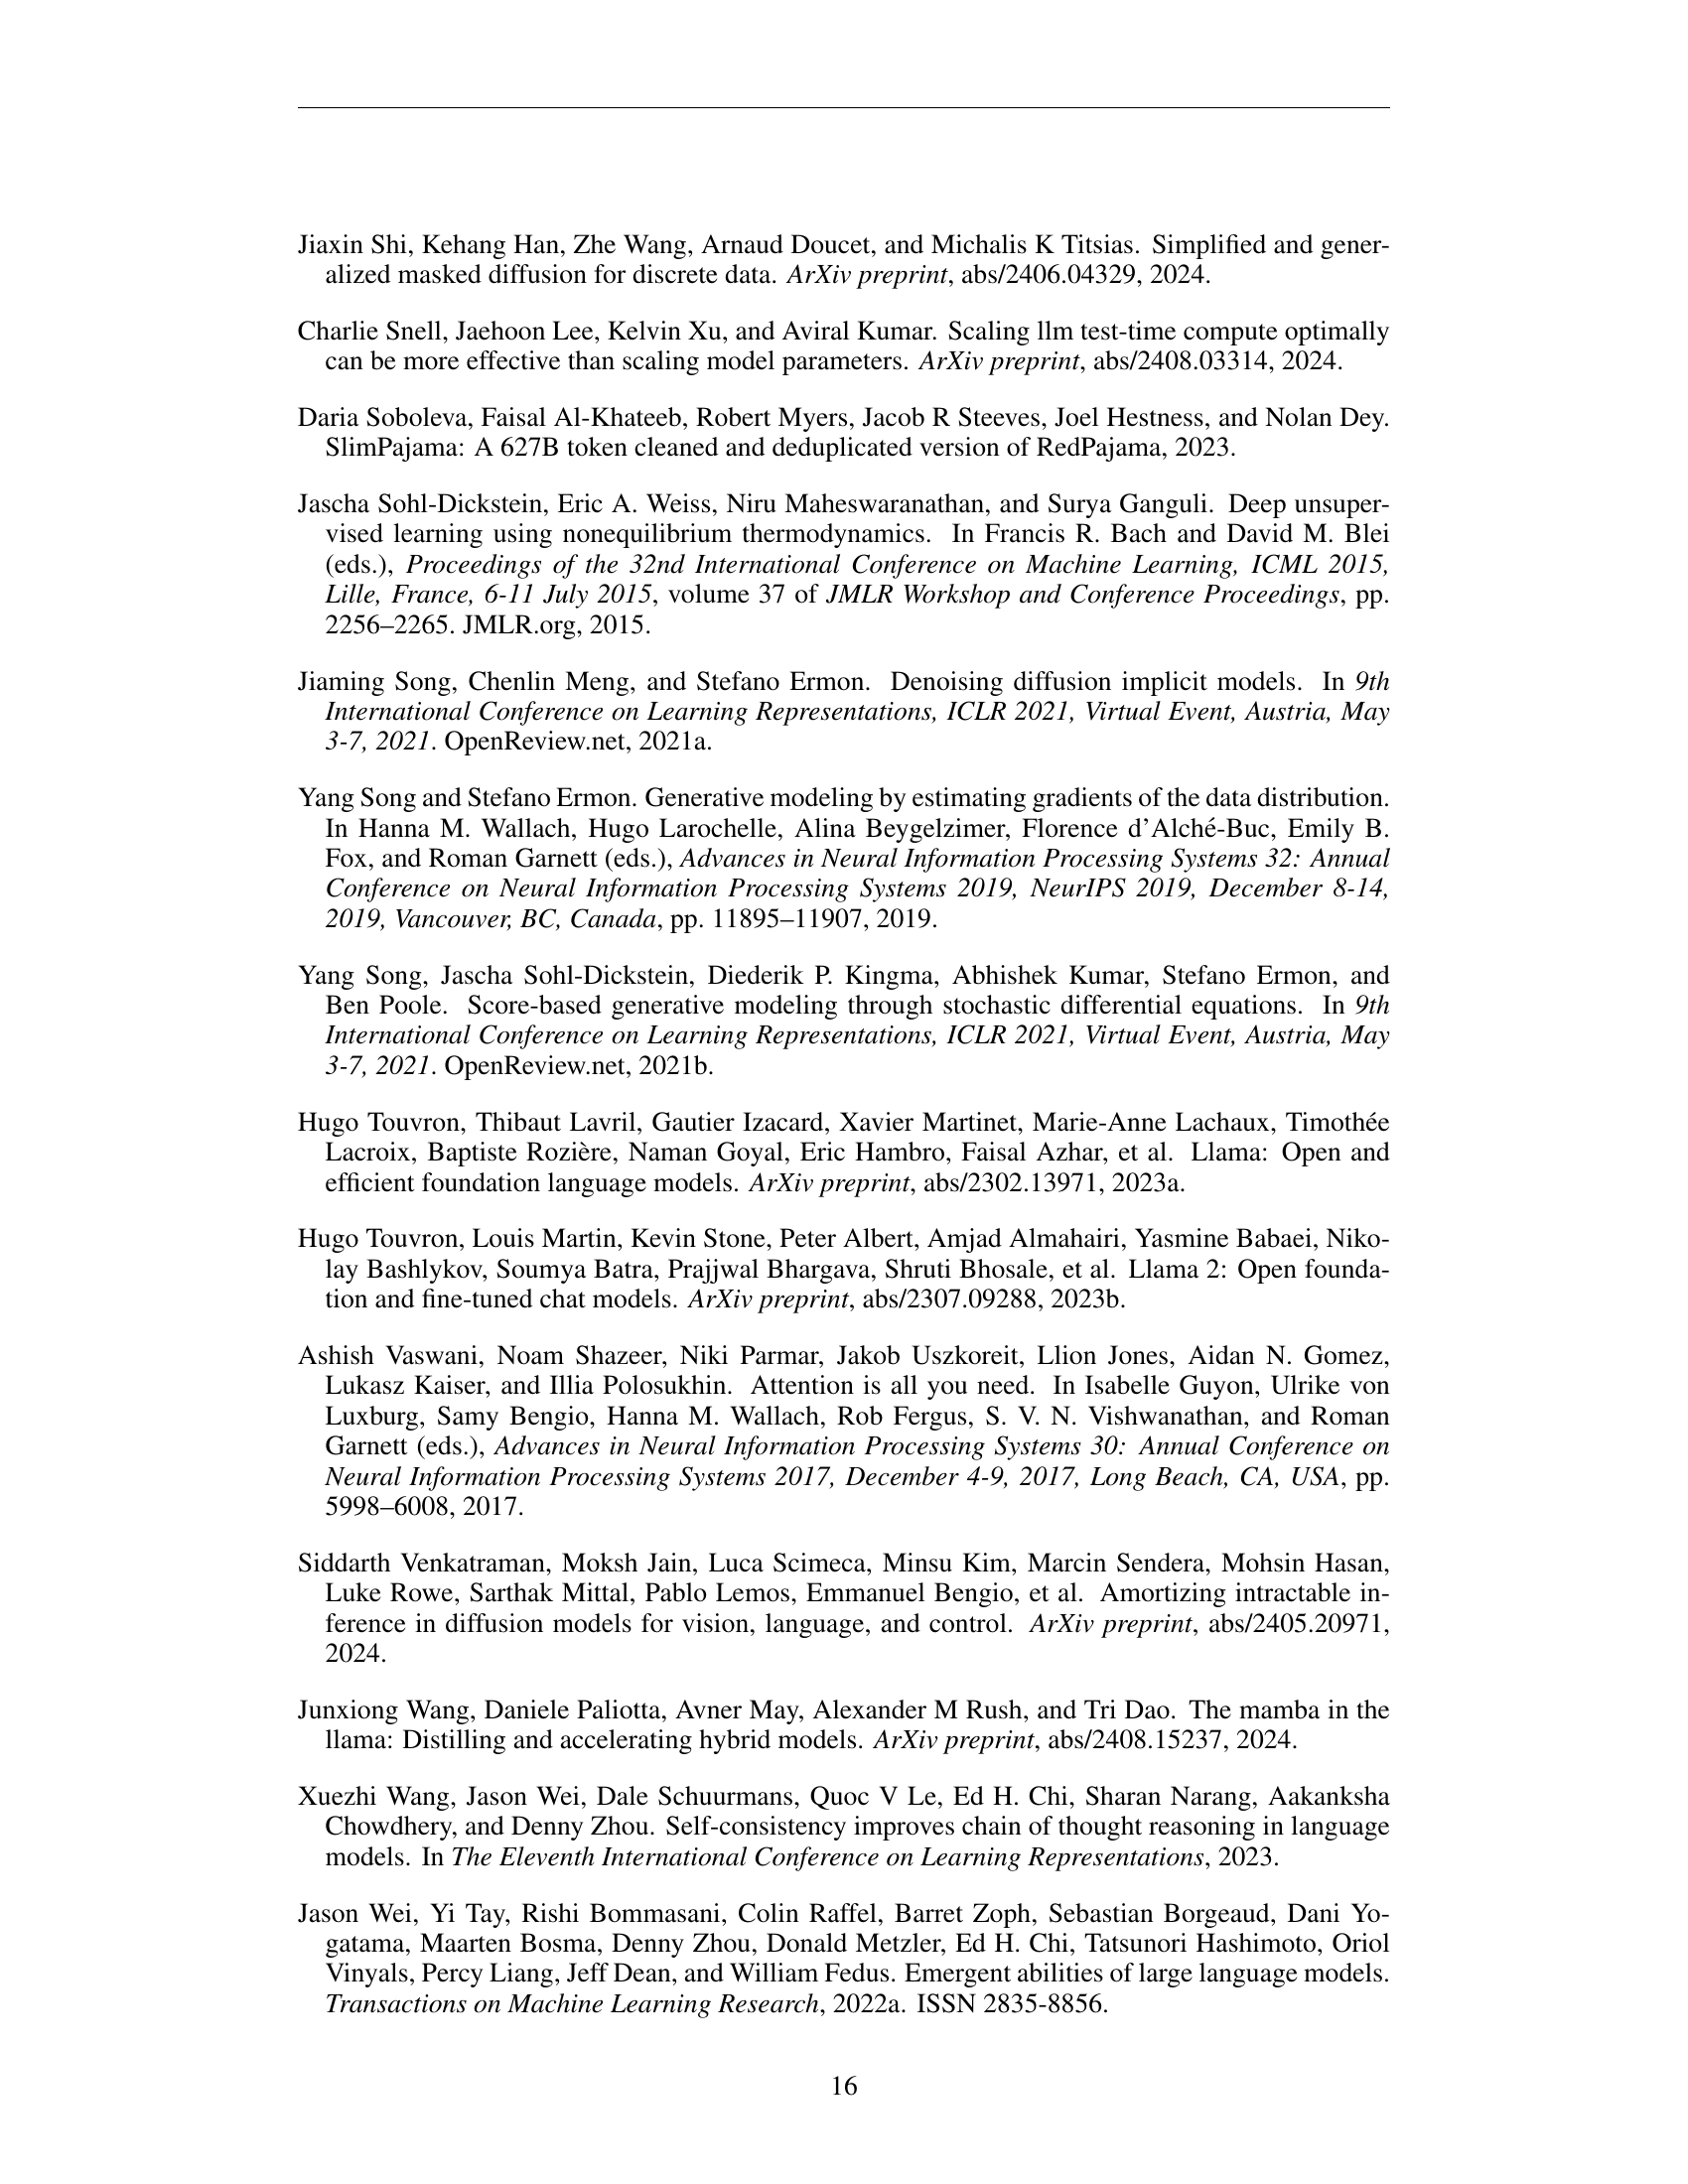 Jiaxin Shi, Kehang Han, Zhe Wang, Arnaud Doucet, and Michalis K Titsias. Simplified and gener-
alized masked diffusion for discrete data. ArXiv preprint, abs/2406.04329, 2024.
Charlie Snell, Jaehoon Lee, Kelvin Xu, and Aviral Kumar. Scaling llm test-time compute optimally
can be more effective than scaling model parameters. ArXiv preprint, abs/2408.03314, 2024.
Daria Soboleva, Faisal Al-Khateeb, Robert Myers, Jacob R Steeves, Joel Hestness, and Nolan Dey.
SlimPajama: A 627B token cleaned and deduplicated version of RedPajama, 2023.
Jascha Sohl-Dickstein, Eric A. Weiss, Niru Maheswaranathan, and Surya Ganguli. Deep unsuper-
vised learning using nonequilibrium thermodynamics. In Francis R. Bach and David M. Blei
(eds.), Proceedings of the 32nd International Conference on Machine Learning, ICML 2015,
Lille, France, 6-11 July 2015, volume 37 of JMLR Workshop and Conference Proceedings, pp.
2256–2265. JMLR.org, 2015.
Jiaming Song, Chenlin Meng, and Stefano Ermon. Denoising diffusion implicit models. In 9th
International Conference on Learning Representations, ICLR 2021, Virtual Event, Austria, May
3-7, 2021. OpenReview.net, 2021a.
Yang Song and Stefano Ermon. Generative modeling by estimating gradients of the data distribution.
In Hanna M. Wallach, Hugo Larochelle, Alina Beygelzimer, Florence d'Alché-Buc, Emily B.
Fox, and Roman Garnett (eds.), Advances in Neural Information Processing Systems 32: Annual
Conference on Neural Information Processing Systems 2019, NeurIPS 2019, December 8-14,
2019, Vancouver, BC, Canada, pp. 11895–11907, 2019.
Yang Song, Jascha Sohl-Dickstein, Diederik P. Kingma, Abhishek Kumar, Stefano Ermon, and
Ben Poole. Score-based generative modeling through stochastic differential equations. In 9th
International Conference on Learning Representations, ICLR 2021, Virtual Event, Austria, May
3-7, 2021. OpenReview.net, 2021b.
Hugo Touvron, Thibaut Lavril, Gautier Izacard, Xavier Martinet, Marie-Anne Lachaux, Timothée
Lacroix, Baptiste Rozière, Naman Goyal, Eric Hambro, Faisal Azhar, et al. Llama: Open and
efficient foundation language models. ArXiv preprint, abs/2302.13971, 2023a.
Hugo Touvron, Louis Martin, Kevin Stone, Peter Albert, Amjad Almahairi, Yasmine Babaei, Niko-
lay Bashlykov, Soumya Batra, Prajjwal Bhargava, Shruti Bhosale, et al. Llama 2: Open founda-
tion and fine-tuned chat models. ArXiv preprint, abs/2307.09288, 2023b.
Ashish Vaswani, Noam Shazeer, Niki Parmar, Jakob Uszkoreit, Llion Jones, Aidan N. Gomez,
Lukasz Kaiser, and Illia Polosukhin. Attention is all you need. In Isabelle Guyon, Ulrike von
Luxburg, Samy Bengio, Hanna M. Wallach, Rob Fergus, S. V. N. Vishwanathan, and Roman
Garnett (eds.), Advances in Neural Information Processing Systems 30: Annual Conference on
Neural Information Processing Systems 2017, December 4-9, 2017, Long Beach, CA, USA, pp.
5998–6008, 2017.
Siddarth Venkatraman, Moksh Jain, Luca Scimeca, Minsu Kim, Marcin Sendera, Mohsin Hasan,
Luke Rowe, Sarthak Mittal, Pablo Lemos, Emmanuel Bengio, et al. Amortizing intractable in-
ference in diffusion models for vision, language, and control. ArXiv preprint, abs/2405.20971,
2024.
Junxiong Wang, Daniele Paliotta, Avner May, Alexander M Rush, and Tri Dao. The mamba in the
llama: Distilling and accelerating hybrid models. ArXiv preprint, abs/2408.15237, 2024.
Xuezhi Wang, Jason Wei, Dale Schuurmans, Quoc V Le, Ed H. Chi, Sharan Narang, Aakanksha
Chowdhery, and Denny Zhou. Self-consistency improves chain of thought reasoning in language
models. In The Eleventh International Conference on Learning Representations, 2023.
Jason Wei, Yi Tay, Rishi Bommasani, Colin Raffel, Barret Zoph, Sebastian Borgeaud, Dani Yo-
gatama, Maarten Bosma, Denny Zhou, Donald Metzler, Ed H. Chi, Tatsunori Hashimoto, Oriol
Vinyals, Percy Liang, Jeff Dean, and William Fedus. Emergent abilities of large language models.
Transactions on Machine Learning Research, 2022a. ISSN 2835-8856.
16